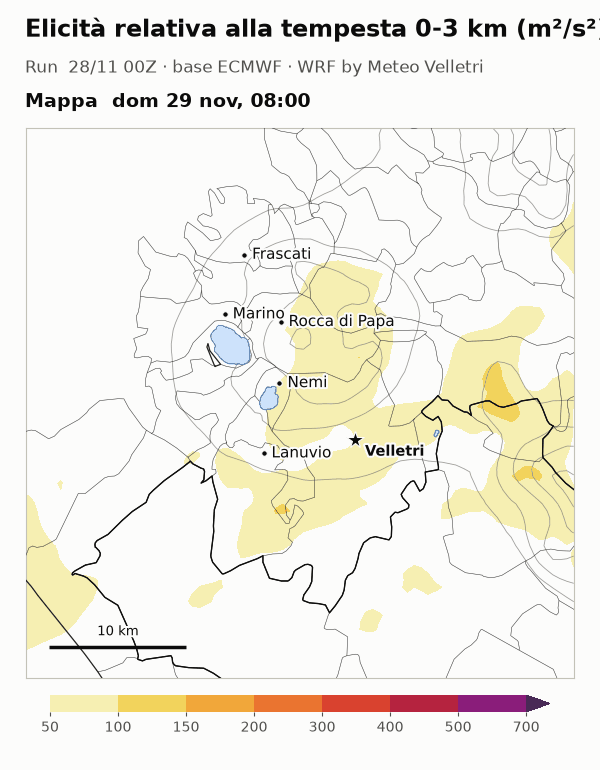 Elicità relativa alla tempesta 0-3 km (m²/s²)
Run  28/11 00Z · base ECMWF · WRF by Meteo Velletri
Mappa  dom 29 nov, 08:00
Frascati
Marino
Rocca di Papa
Nemi
Velletri
Lanuvio
10 km
50 100 150 200 300 400 500 700